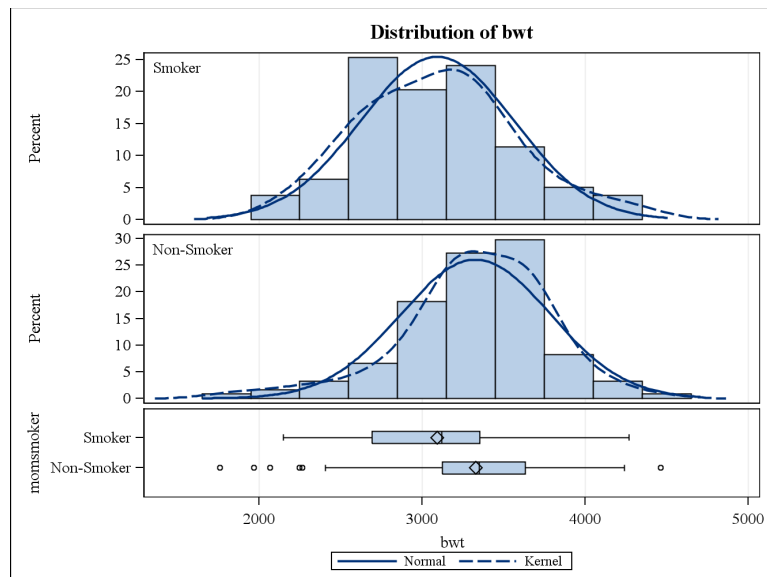 Distribution of bwt
Smoker
Percent
25
20
15
10
5
0
Non-Smoker
Percent
30
25
20
15
10
5
0
momsmoker
Smoker
Non-Smoker
2000 3000 4000 5000
bwt
Normal Kernel